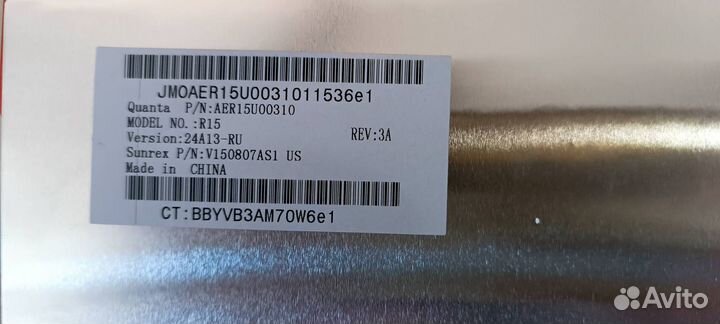 JMOAER15U0031011536e1
Quanta P/N:AER15U00310
MODEL NO.:R15
Version:24A13-RU REV:3A
Sunrex P/N:V150807AS1 US
Made in CHINA
CT:BBYVB3AM70W6e1
Avito